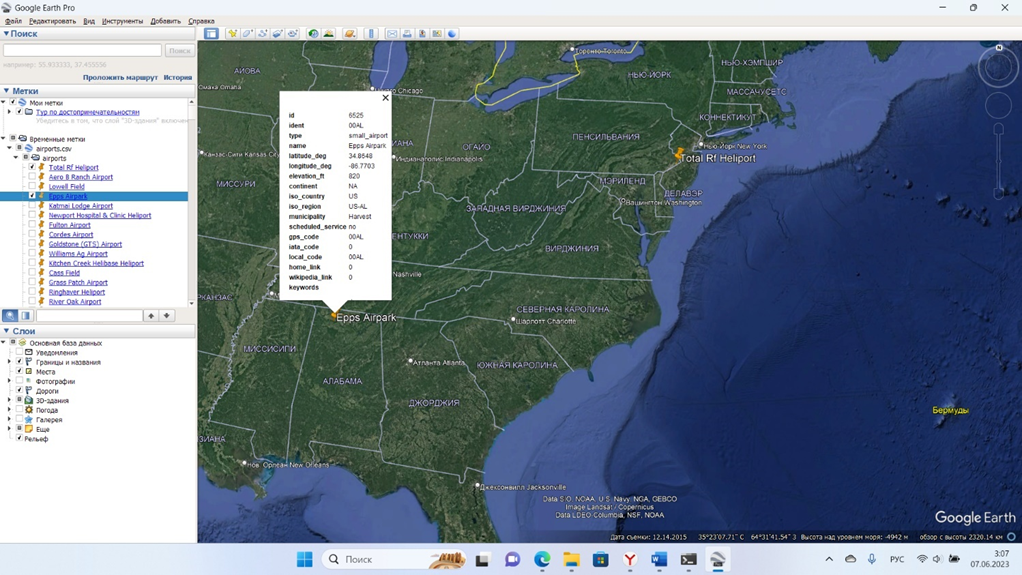 Google Earth Pro
Файл Редактировать Вид Инструменты Добавить Справка
Поиск
Поиск
например: 55.933333, 37.455556
Проложить маршрут История
Метки
Мои метки
Тур по достопримечательностям
Убедитесь в том, что слой "3D-здания" включен
Временные метки
airports.csv
airports
Total Rf Heliport
Aero B Ranch Airport
Lowell Field
Epps Airpark
Katmai Lodge Airport
Newport Hospital & Clinic Heliport
Fulton Airport
Cordes Airport
Goldstone (GTS) Airport
Williams Ag Airport
Kitchen Creek Helibase Heliport
Cass Field
Grass Patch Airport
Ringhaver Heliport
River Oak Airport
Слои
Основная база данных
Уведомления
Границы и названия
Места
Фотографии
Дороги
3D-здания
Погода
Галерея
Еще
Рельеф
id 6525
ident 00AL
type small_airport
name Epps Airpark
latitude_deg 34.8648
longitude_deg -86.7703
elevation_ft 820
continent NA
iso_country US
iso_region US-AL
municipality Harvest
scheduled_service no
gps_code 00AL
iata_code 0
local_code 00AL
home_link 0
wikipedia_link 0
keywords
Торонто Toronto
НЬЮ-ЙОРК
НЬЮ-ХЭМПШИР
МАССАЧУСЕТС
КОННЕКТИКУТ
АЙОВА
Омаха Omaha
Chicago
ПЕНСИЛЬВАНИЯ
Нью-Йорк New York
Total Rf Heliport
ИАНА
ОГАЙО
Канзас-Сити Kansas City
Индианаполис Indianapolis
МИССУРИ
МЭРИЛЕНД
ДЕЛАВЭР
Вашингтон Washington
ЗАПАДНАЯ ВИРДЖИНИЯ
ЕНТУККИ
ВИРДЖИНИЯ
Nashville
РКАНЗАС
Epps Airpark
СЕВЕРНАЯ КАРОЛИНА
Шарлотт Charlotte
МИССИСИПИ
Атланта Atlanta
ЮЖНАЯ КАРОЛИНА
АЛАБАМА
ДЖОРДЖИЯ
Бермуды
ЗИАНА
Нов. Орлеан New Orleans
Джексонвилл Jacksonville
Data SIO, NOAA, U.S. Navy, NGA, GEBCO
Image Landsat / Copernicus
Data LDEO-Columbia, NSF, NOAA
Google Earth
Дата съемки: 12.14.2015 35°23'07.71" С 64°31'41.54" З Высота над уровнем моря: -4942 м обзор с высоты 2320.14 км
Поиск
РУС
3:07
07.06.2023